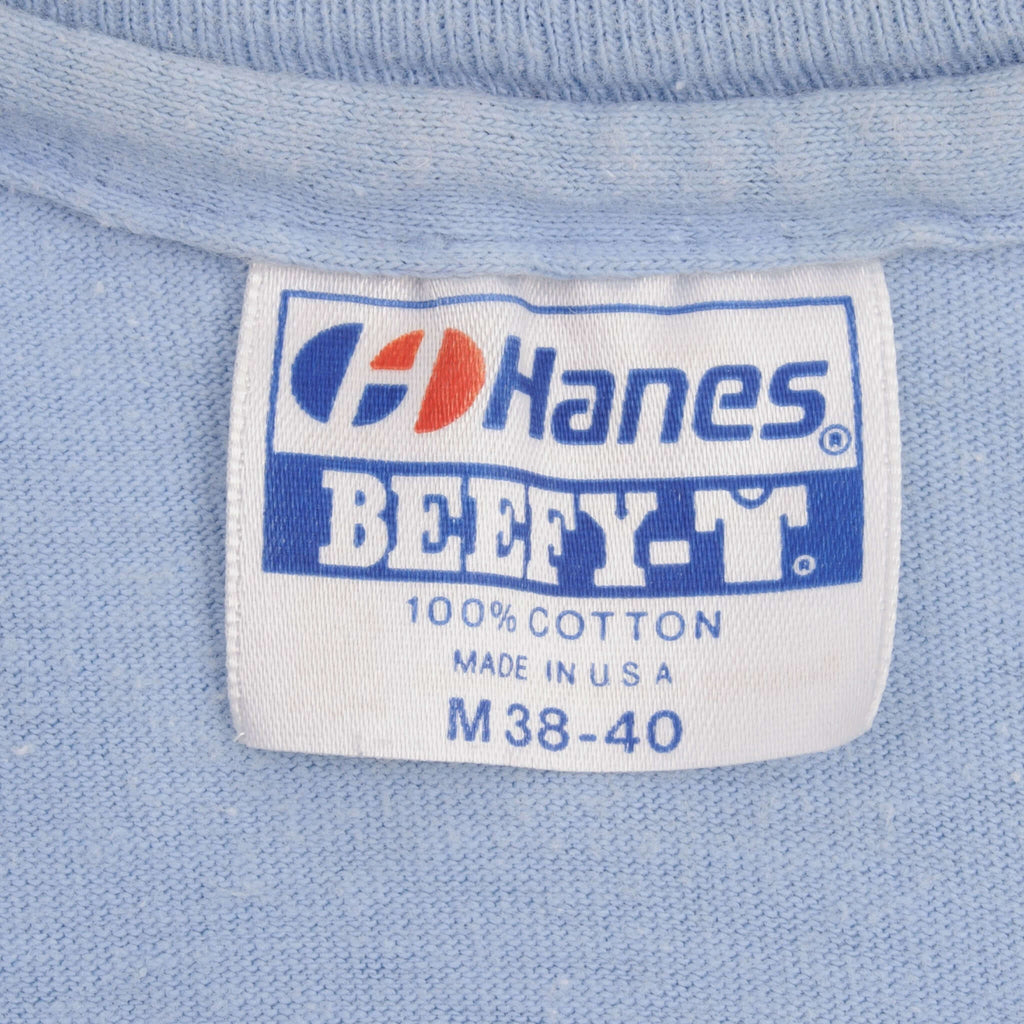 Hanes®
BEEFY-T®
100% COTTON
MADE IN U S A
M 38-40